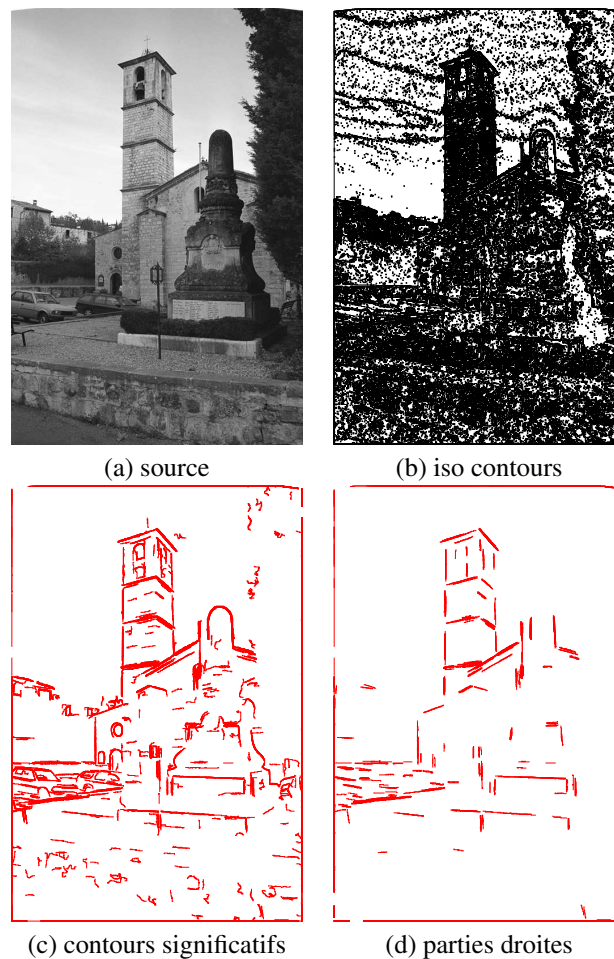 (a) source
(b) iso contours
(c) contours significatifs
(d) parties droites